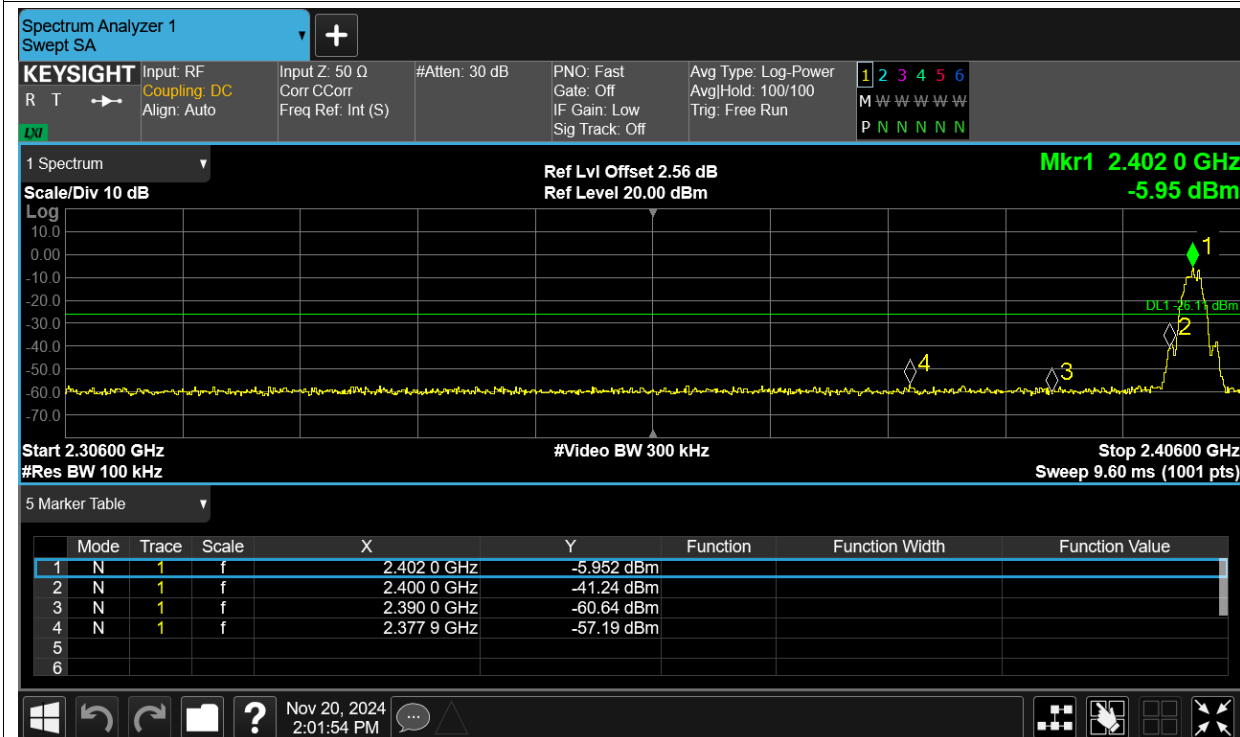 Spectrum Analyzer 1
Swept SA
+
KEYSIGHT
R T
LXI
Input: RF
Coupling: DC
Align: Auto
Input Z: 50 Ω
Corr CCorr
Freq Ref: Int (S)
#Atten: 30 dB
PNO: Fast
Gate: Off
IF Gain: Low
Sig Track: Off
Avg Type: Log-Power
Avg|Hold: 100/100
Trig: Free Run
1 2 3 4 5 6
M W W W W W
P N N N N N
1 Spectrum
Scale/Div 10 dB
Ref Lvl Offset 2.56 dB
Ref Level 20.00 dBm
Mkr1 2.402 0 GHz
-5.95 dBm
Log
10.0
0.00
-10.0
-20.0
-30.0
-40.0
-50.0
-60.0
-70.0
1
DL1 -26.11 dBm
2
4
3
Start 2.30600 GHz
#Video BW 300 kHz
Stop 2.40600 GHz
#Res BW 100 kHz
Sweep 9.60 ms (1001 pts)
5 Marker Table
Mode Trace Scale X Y Function Function Width Function Value
1 N 1 f 2.402 0 GHz -5.952 dBm
2 N 1 f 2.400 0 GHz -41.24 dBm
3 N 1 f 2.390 0 GHz -60.64 dBm
4 N 1 f 2.377 9 GHz -57.19 dBm
5
6
?
Nov 20, 2024
2:01:54 PM